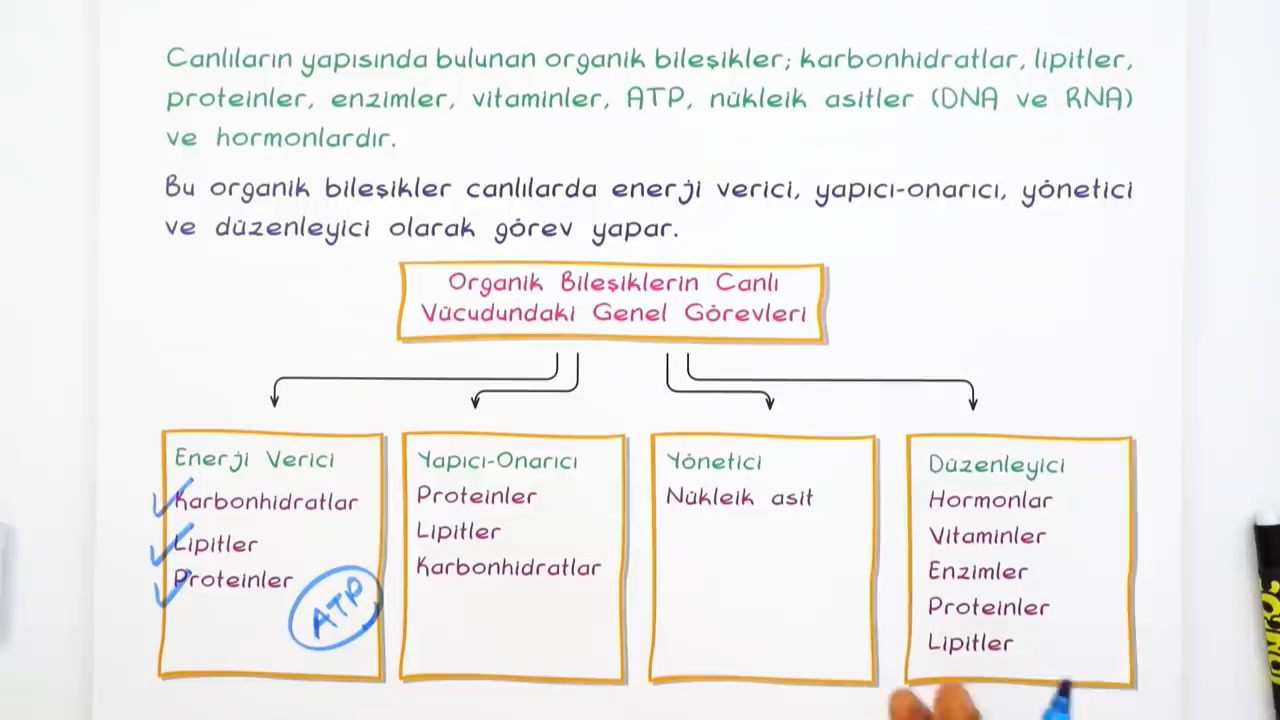 Canlıların yapısında bulunan organik bileşikler; karbonhidratlar, lipitler,
proteinler, enzimler, vitaminler, ATP, nükleik asitler (DNA ve RNA)
ve hormonlardır.
Bu organik bileşikler canlılarda enerji verici, yapıcı-onarıcı, yönetici
ve düzenleyici olarak görev yapar.
Organik Bileşiklerin Canlı
Vücudundaki Genel Görevleri
Enerji Verici
Karbonhidratlar
Lipitler
Proteinler
ATP
Yapıcı-Onarıcı
Proteinler
Lipitler
Karbonhidratlar
Yönetici
Nükleik asit
Düzenleyici
Hormonlar
Vitaminler
Enzimler
Proteinler
Lipitler